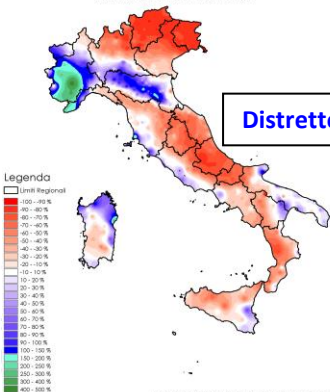 Distretto
Legenda
Limiti Regionali
-100 - -90 %
-90 - -80 %
-80 - -70 %
-70 - -60 %
-60 - -50 %
-50 - -40 %
-40 - -30 %
-30 - -20 %
-20 - -10 %
-10 - 10 %
10 - 20 %
20 - 30 %
30 - 40 %
40 - 50 %
50 - 60 %
60 - 70 %
70 - 80 %
80 - 90 %
90 - 100 %
100 - 150 %
150 - 200 %
200 - 250 %
250 - 300 %
300 - 400 %
400 - 500 %